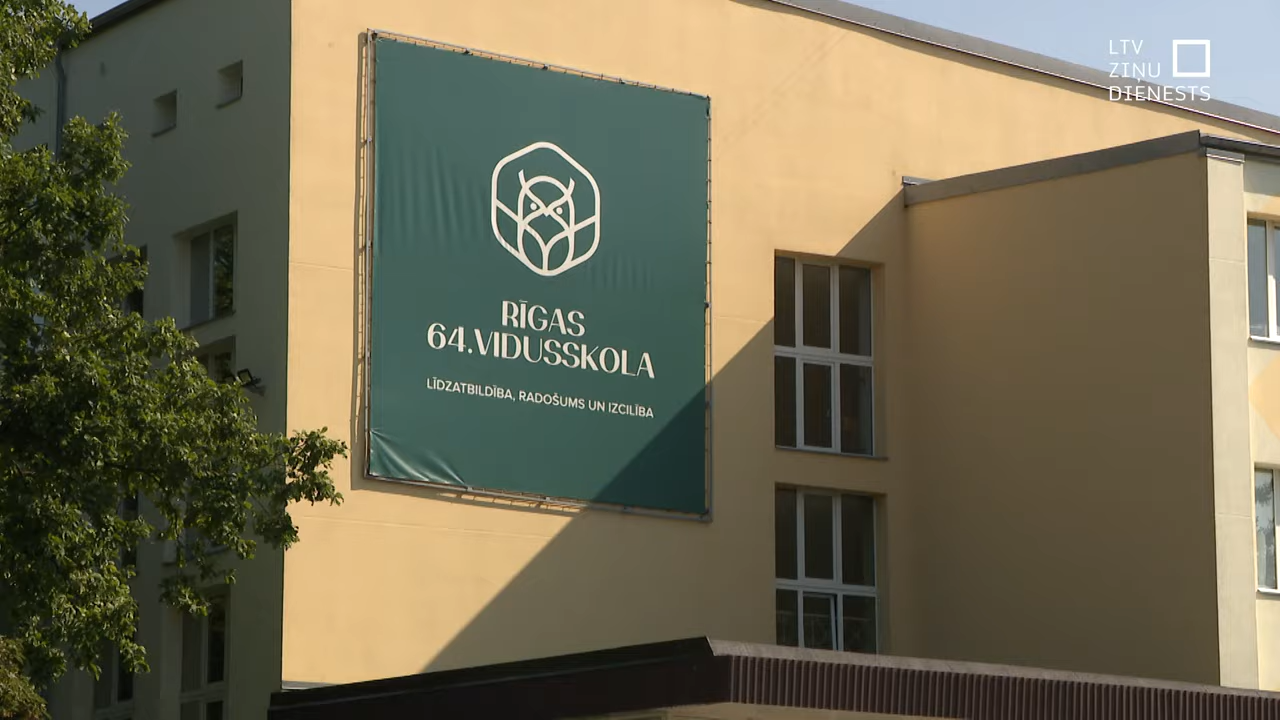 LTV
ZIŅU
DIENESTS
RĪGAS
64.VIDUSSKOLA
LĪDZATBILDĪBA, RADOŠUMS UN IZCILĪBA